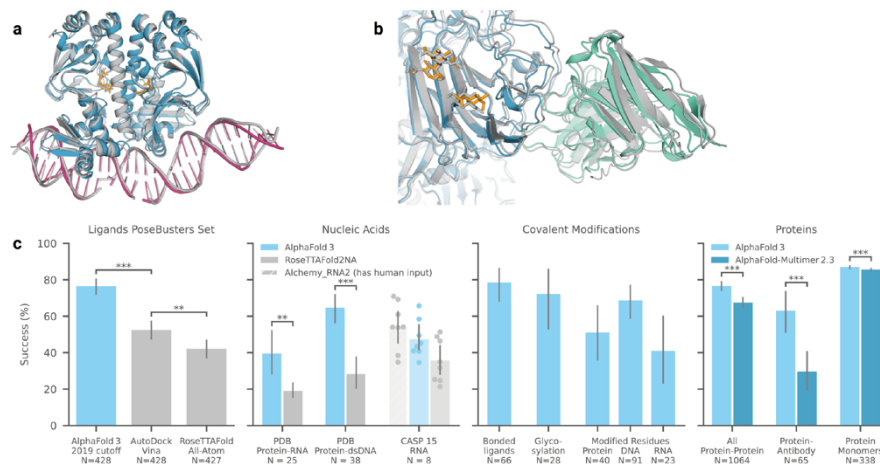 a
b
c
Ligands PoseBusters Set
Success (%)
100
80
60
40
20
0
***
**
AlphaFold 3
2019 cutoff
N=428
AutoDock
Vina
N=428
RoseTTAFold
All-Atom
N=427
Nucleic Acids
AlphaFold 3
RoseTTAFold2NA
Alchemy_RNA2 (has human input)
**
***
PDB
Protein-RNA
N = 25
PDB
Protein-dsDNA
N = 38
CASP 15
RNA
N = 8
Covalent Modifications
Bonded
ligands
N=66
Glyco-
sylation
N=28
Modified Residues
Protein DNA RNA
N=40 N=91 N=23
Proteins
AlphaFold 3
AlphaFold-Multimer 2.3
***
***
***
All
Protein-Protein
N=1064
Protein-
Antibody
N=65
Protein
Monomers
N=338